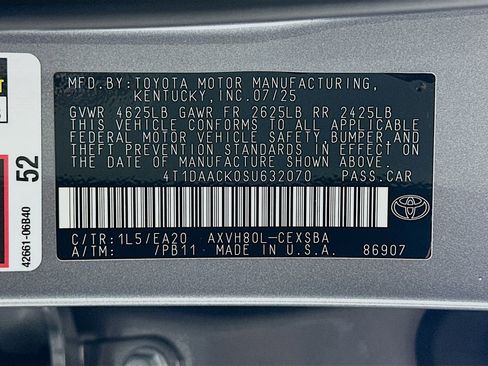 MFD.BY:TOYOTA MOTOR MANUFACTURING,
KENTUCKY,INC.07/25
GVWR 4625LB GAWR FR 2625LB RR 2425LB
THIS VEHICLE CONFORMS TO ALL APPLICABLE
FEDERAL MOTOR VEHICLE SAFETY,BUMPER,AND
THEFT PREVENTION STANDARDS IN EFFECT ON
THE DATE OF MANUFACTURE SHOWN ABOVE.
4T1DAACK0SU632070 PASS.CAR
C/TR:1L5/EA20 AXVH80L-CEXSBA
A/TM: /PB11 MADE IN U.S.A. 86907
TOYOTA
52
42661-06B40